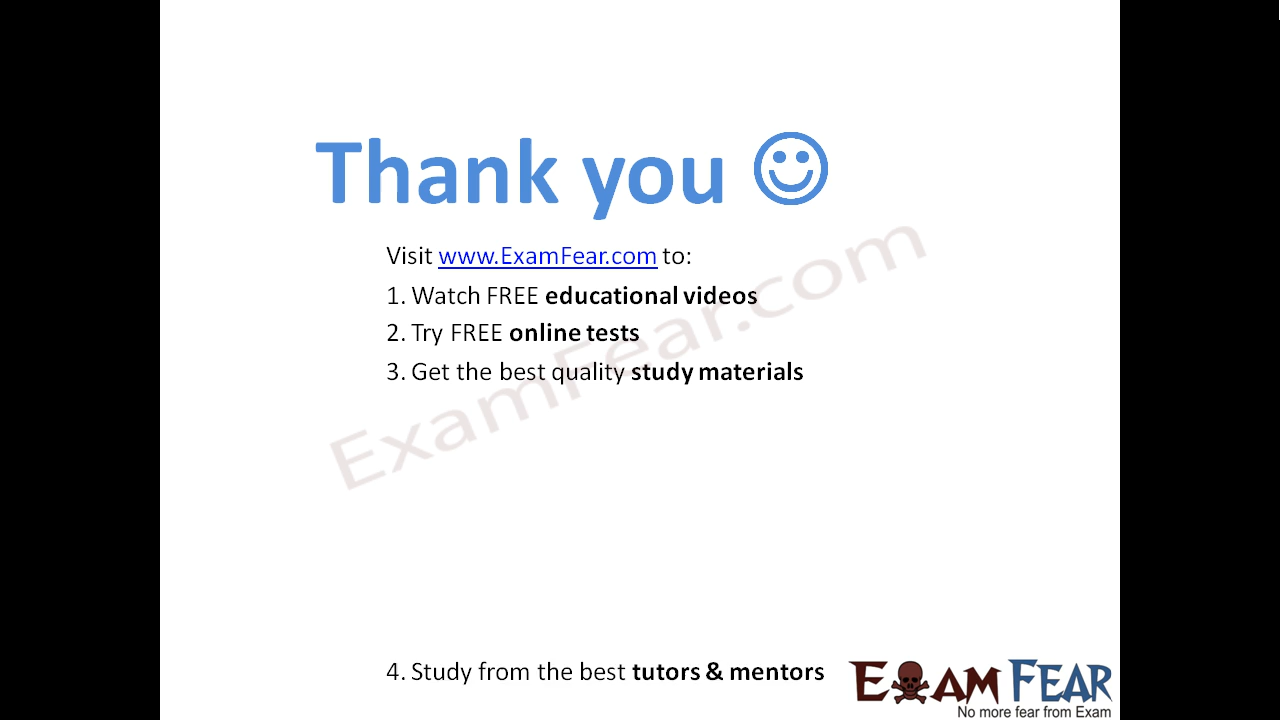 Thank you ☺
Visit www.ExamFear.com to:
1. Watch FREE educational videos
2. Try FREE online tests
3. Get the best quality study materials
ExamFear.com
4. Study from the best tutors & mentors
EXAM FEAR
No more fear from Exam